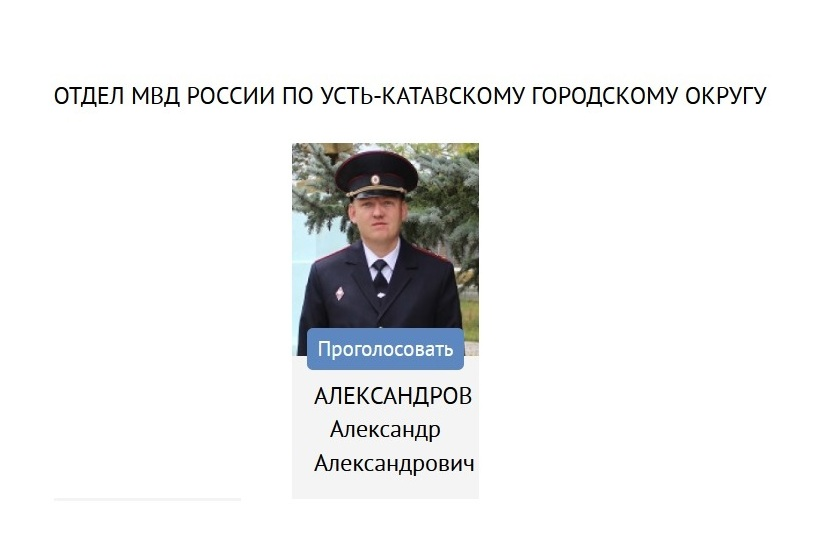 ОТДЕЛ МВД РОССИИ ПО УСТЬ-КАТАВСКОМУ ГОРОДСКОМУ ОКРУГУ
Проголосовать
АЛЕКСАНДРОВ
Александр
Александрович